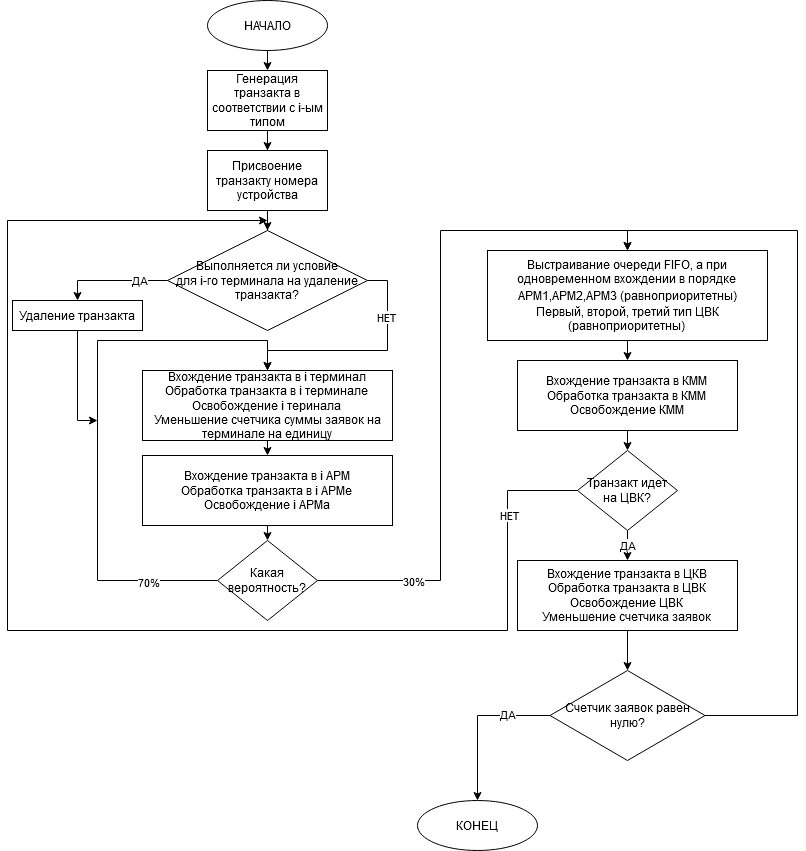 НАЧАЛО
Генерация
транзакта в
соответствии с i-ым
типом
Присвоение
транзакту номера
устройства
Выполняется ли условие
для i-го терминала на удаление
транзакта?
ДА
НЕТ
Удаление транзакта
Вхождение транзакта в i терминал
Обработка транзакта в i терминале
Освобождение i теринала
Уменьшение счетчика суммы заявок на
терминале на единицу
Вхождение транзакта в i АРМ
Обработка транзакта в i АРМе
Освобождение i АРМа
Какая
вероятность?
70%
30%
Выстраивание очереди FIFO, а при
одновременном вхождении в порядке
АРМ1,АРМ2,АРМ3 (равноприоритетны)
Первый, второй, третий тип ЦВК
(равноприоритетны)
Вхождение транзакта в КММ
Обработка транзакта в КММ
Освобождение КММ
Транзакт идет
на ЦВК?
НЕТ
ДА
Вхождение транзакта в ЦКВ
Обработка транзакта в ЦВК
Освобождение ЦВК
Уменьшение счетчика заявок
Счетчик заявок равен
нулю?
ДА
КОНЕЦ